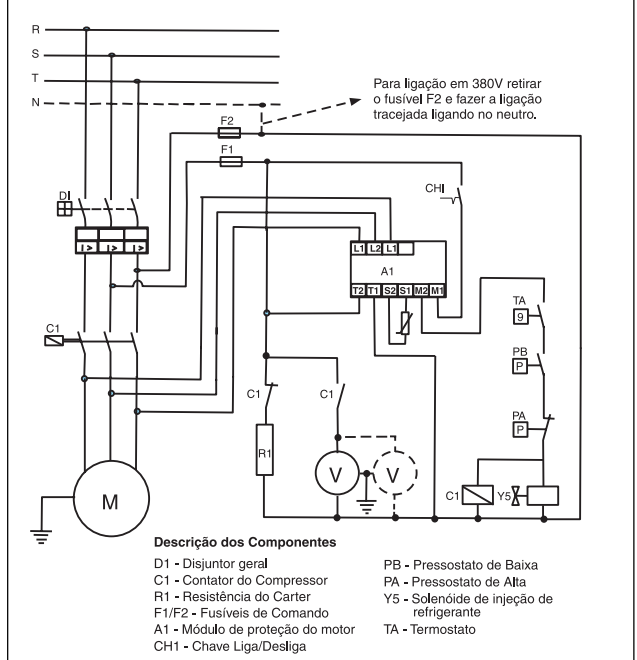 R
S
T
N
Para ligação em 380V retirar
o fusível F2 e fazer a ligação
tracejada ligando no neutro.
F2
F1
CHI
DI
I > I > I >
L1 L2 L1
A1
T2 T1 S2 S1 M2 M1
TA
9
C1
PB
P
PA
P
C1
C1
R1
V
V
M
C1
Y5
Descrição dos Componentes
D1 - Disjuntor geral
C1 - Contator do Compressor
R1 - Resistência do Carter
F1/F2 - Fusíveis de Comando
A1 - Módulo de proteção do motor
CH1 - Chave Liga/Desliga
PB - Pressostato de Baixa
PA - Pressostato de Alta
Y5 - Solenóide de injeção de
refrigerante
TA - Termostato